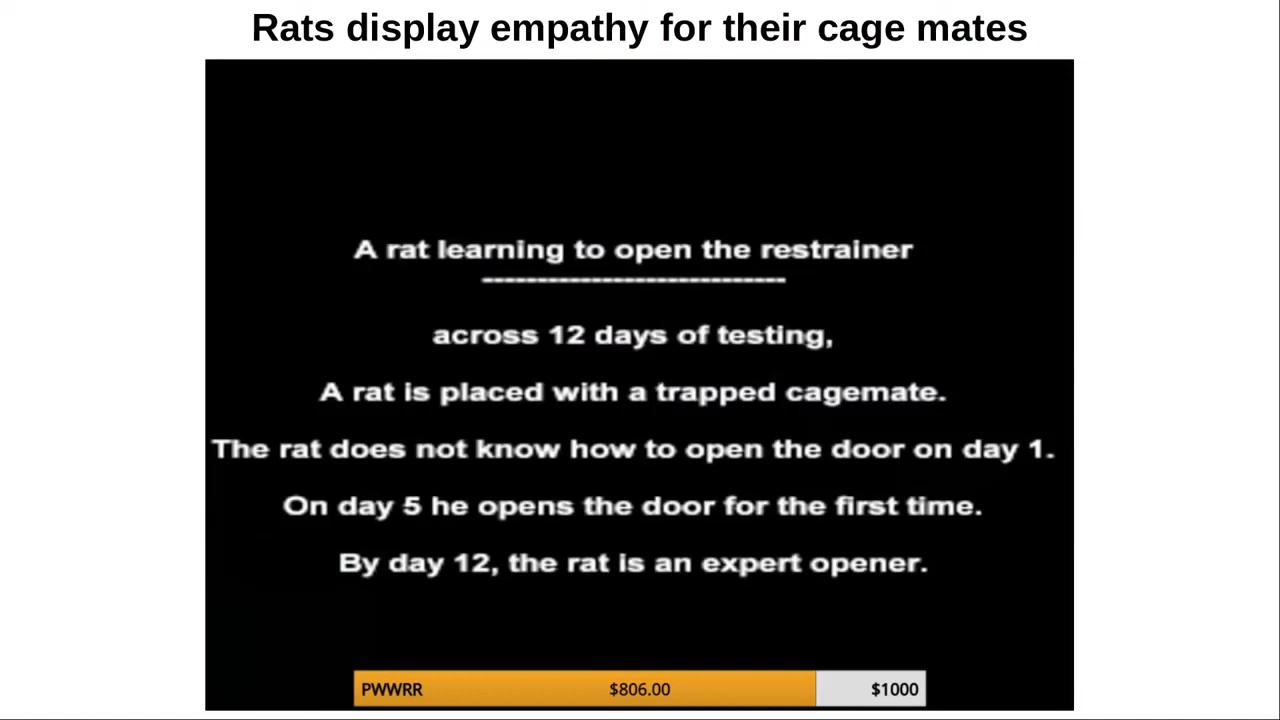 Rats display empathy for their cage mates
A rat learning to open the restrainer
----------------------------
across 12 days of testing,
A rat is placed with a trapped cagemate.
The rat does not know how to open the door on day 1.
On day 5 he opens the door for the first time.
By day 12, the rat is an expert opener.
PWWRR $806.00 $1000